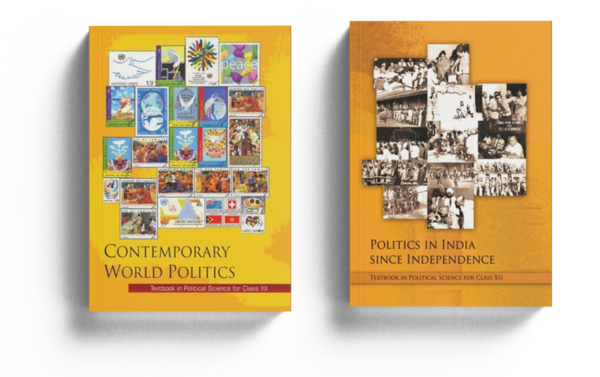 peace
CONTEMPORARY
WORLD POLITICS
Textbook in Political Science for Class XII
POLITICS IN INDIA
SINCE INDEPENDENCE
TEXTBOOK IN POLITICAL SCIENCE FOR CLASS XII